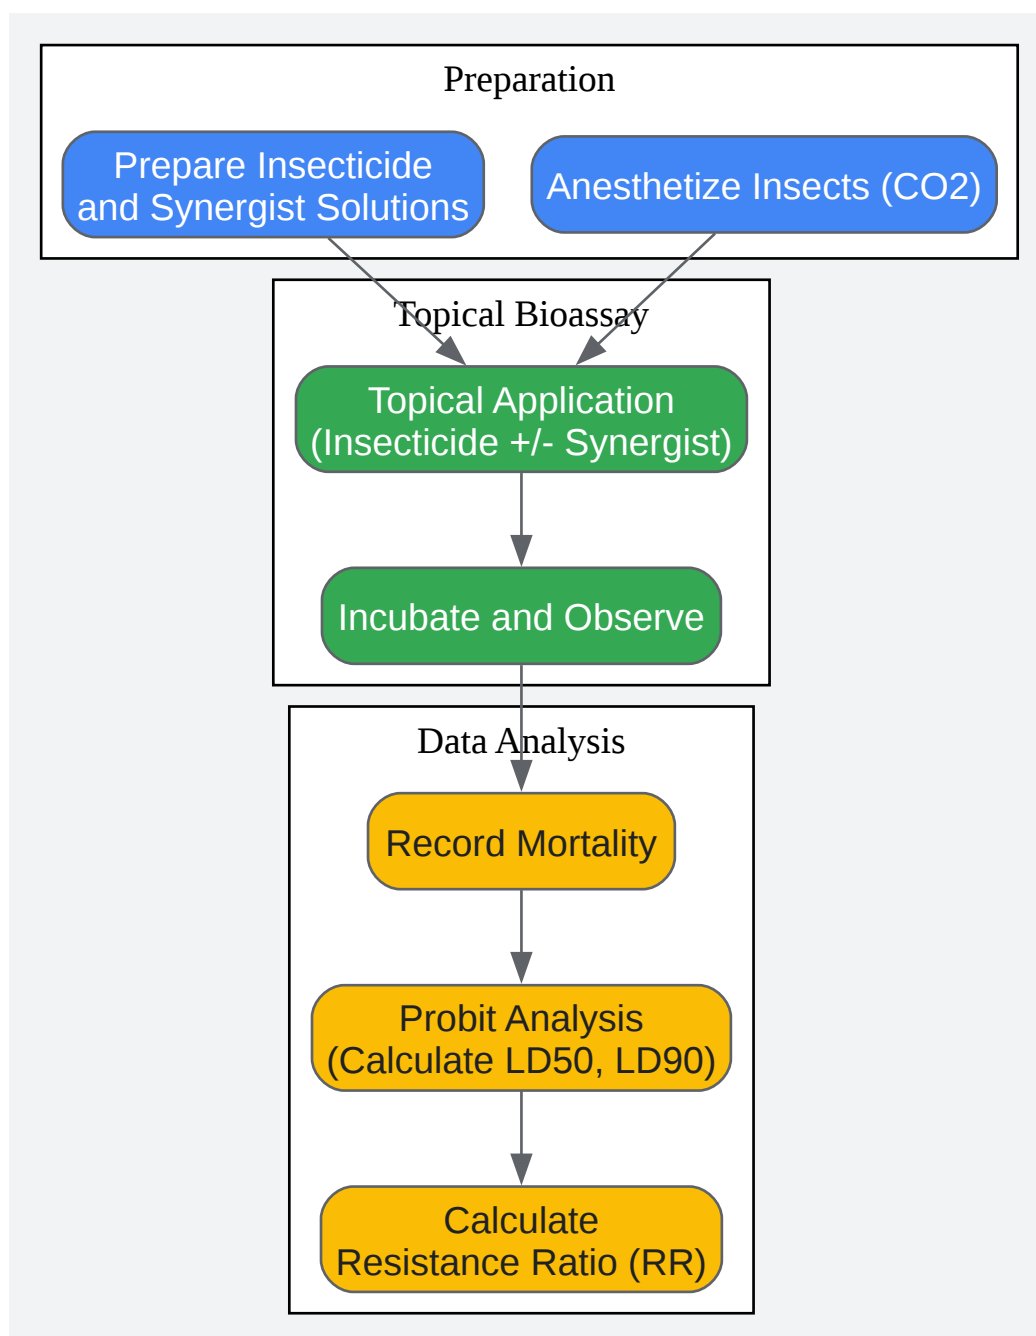 Preparation
Prepare Insecticide
and Synergist Solutions
Anesthetize Insects (CO2)
Topical Bioassay
Topical Application
(Insecticide +/- Synergist)
Incubate and Observe
Data Analysis
Record Mortality
Probit Analysis
(Calculate LD50, LD90)
Calculate
Resistance Ratio (RR)